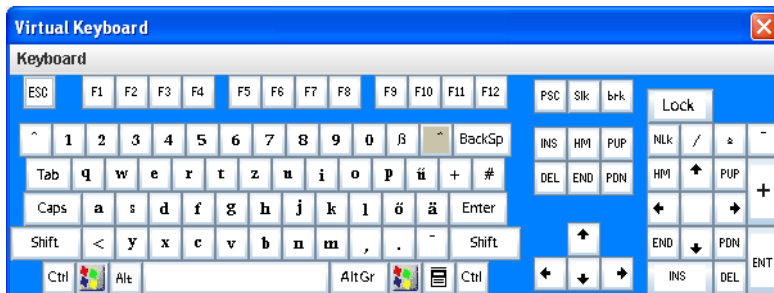 Virtual Keyboard
Keyboard
ESC F1 F2 F3 F4 F5 F6 F7 F8 F9 F10 F11 F12 PSC Slk brk Lock
^ 1 2 3 4 5 6 7 8 9 0 ß ^ BackSp INS HM PUP NLk /
Tab q w e r t z u i o p ű + # DEL END PDN HM ↑ PUP +
Caps a s d f g h j k l ő ä Enter ← →
Shift < y x c v b n m , . - Shift ↑ END ↓ PDN ENT
Ctrl Alt AltGr Ctrl ← ↓ → INS DEL